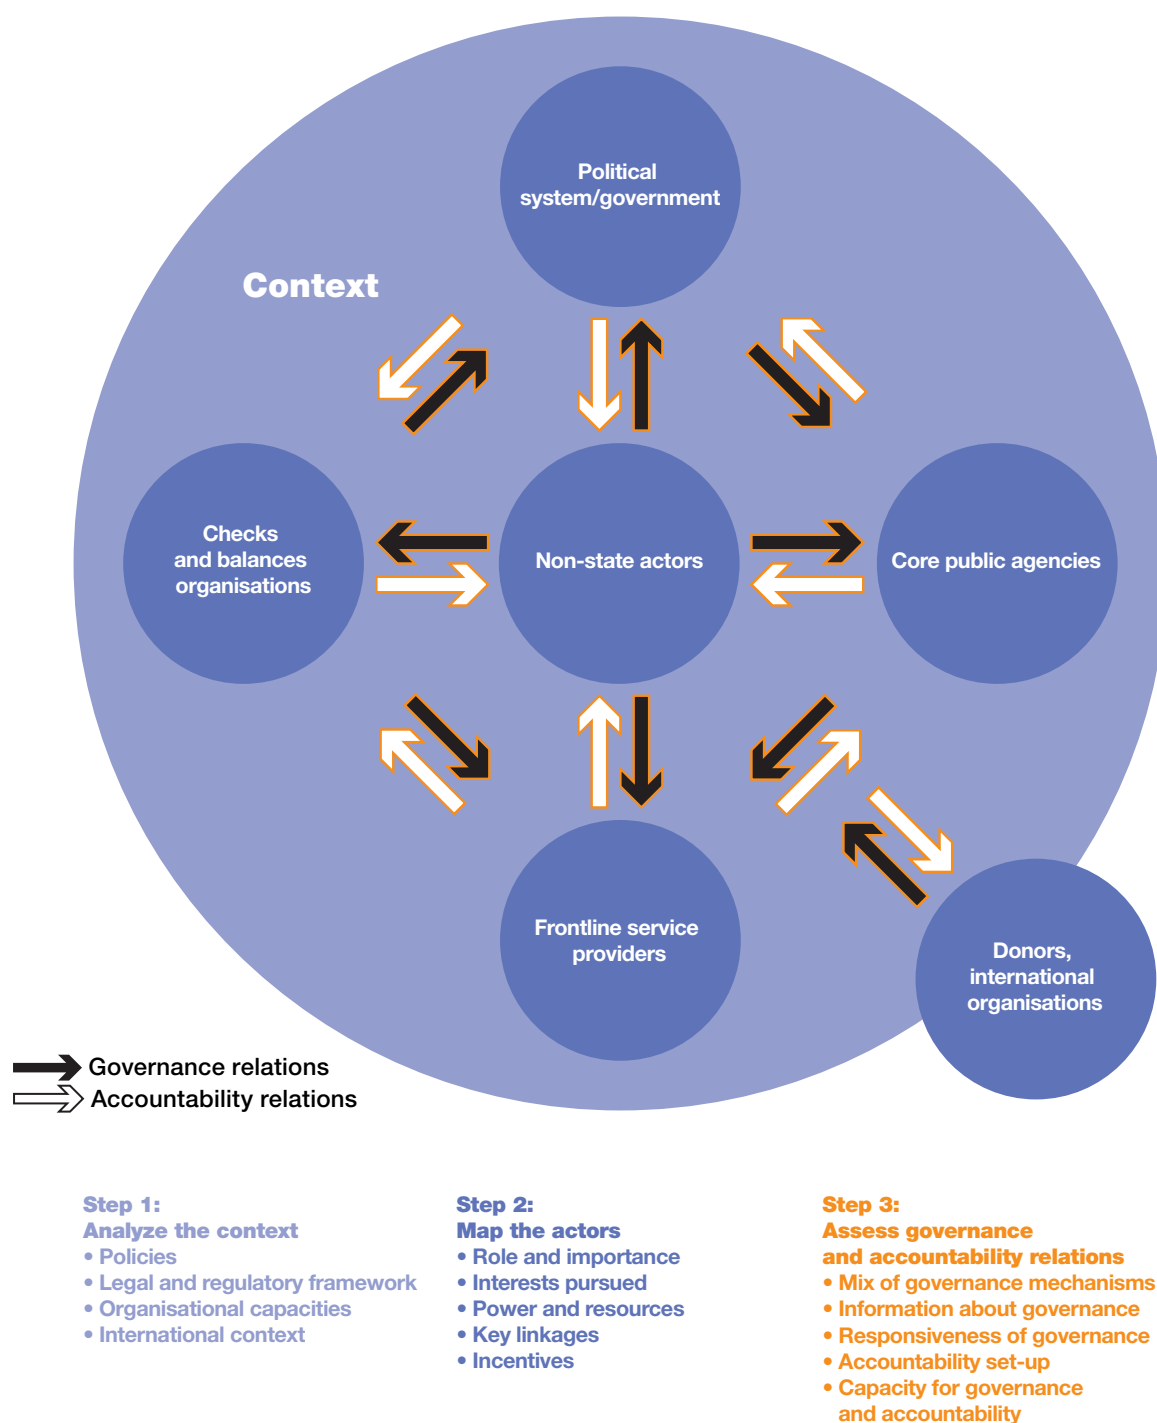 Political
system/government
Context
Checks
and balances
organisations
Non-state actors
Core public agencies
Frontline service
providers
Donors,
international
organisations
Governance relations
Accountability relations
Step 1:
Analyze the context
• Policies
• Legal and regulatory framework
• Organisational capacities
• International context
Step 2:
Map the actors
• Role and importance
• Interests pursued
• Power and resources
• Key linkages
• Incentives
Step 3:
Assess governance
and accountability relations
• Mix of governance mechanisms
• Information about governance
• Responsiveness of governance
• Accountability set-up
• Capacity for governance
and accountability